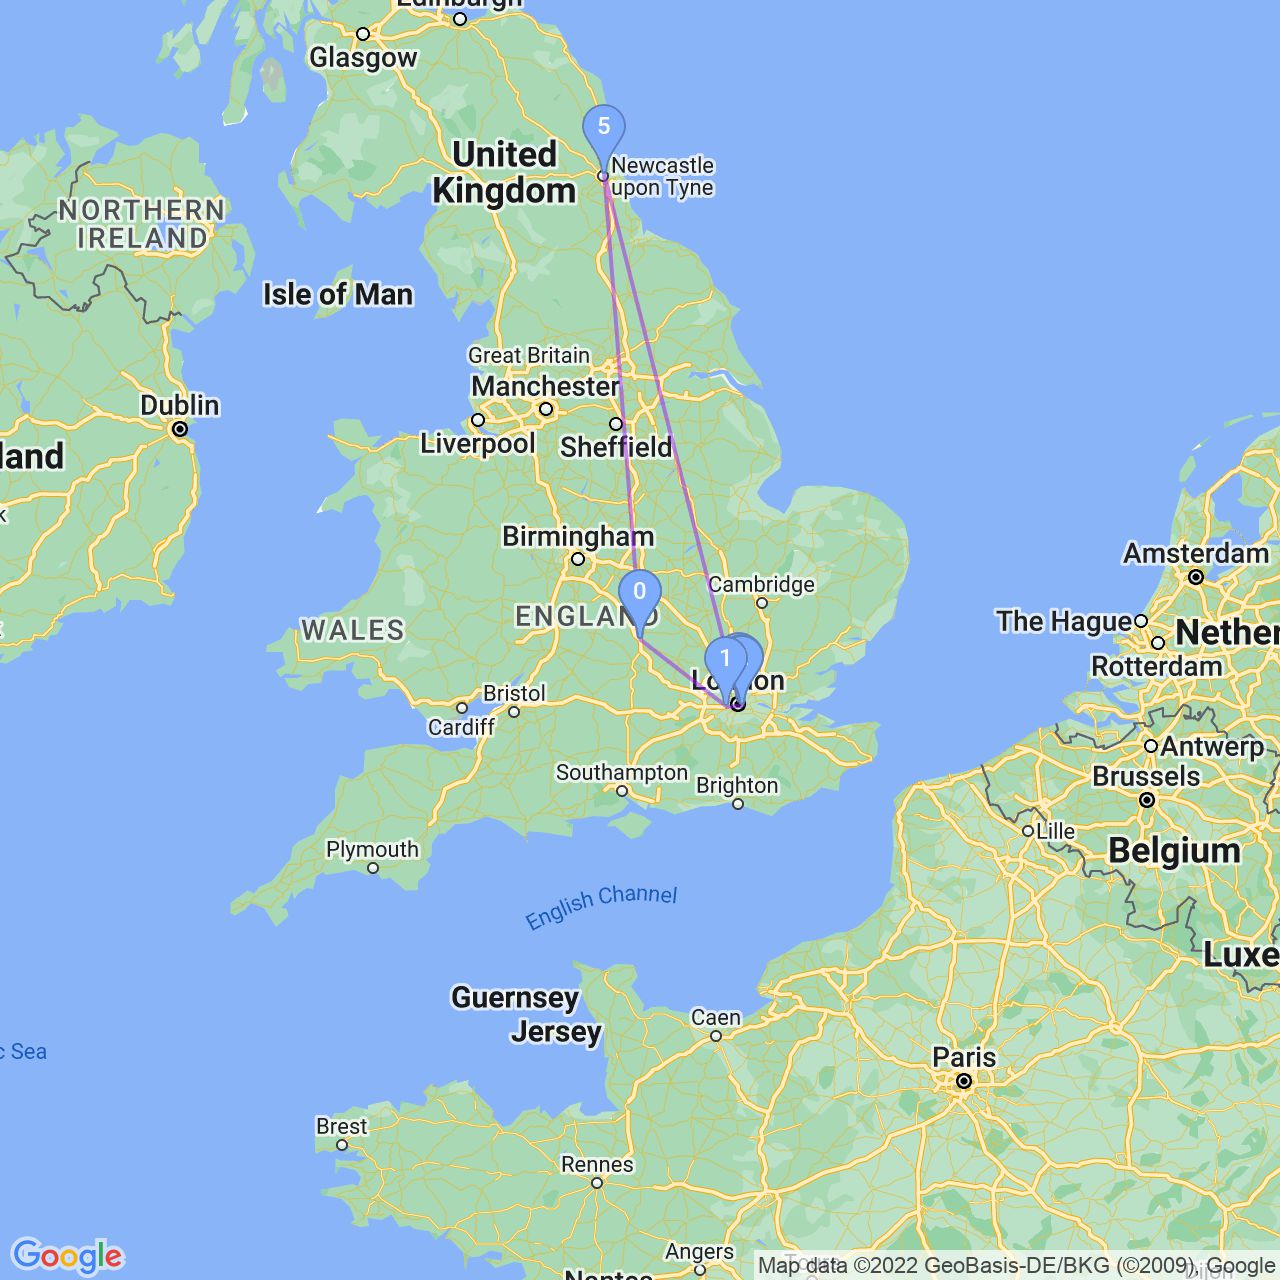 Edinburgh
Glasgow
5
United
Kingdom
Newcastle
upon Tyne
NORTHERN
IRELAND
Isle of Man
Great Britain
Manchester
Dublin
Liverpool
Sheffield
land
k
Birmingham
Amsterdam
0
Cambridge
ENGLAND
WALES
The Hague
Nether
1
London
Rotterdam
Bristol
Cardiff
Antwerp
Southampton
Brighton
Brussels
Lille
Plymouth
Belgium
English Channel
Luxe
Guernsey
Jersey
Caen
c Sea
Paris
Brest
Rennes
Angers
Nantes
Tours
Dijon
Google
Map data ©2022 GeoBasis-DE/BKG (©2009), Google